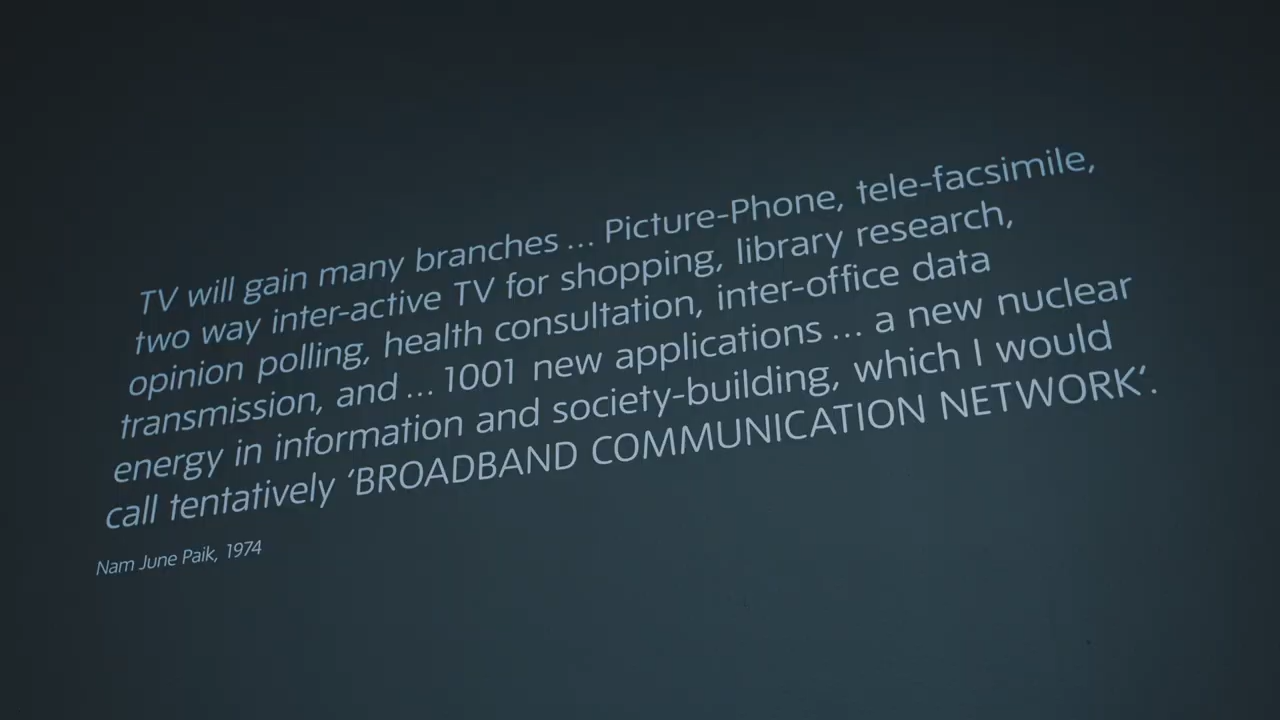 TV will gain many branches ... Picture-Phone, tele-facsimile,
two way inter-active TV for shopping, library research,
opinion polling, health consultation, inter-office data
transmission, and ... 1001 new applications ... a new nuclear
energy in information and society-building, which I would
call tentatively ‘BROADBAND COMMUNICATION NETWORK’.
Nam June Paik, 1974